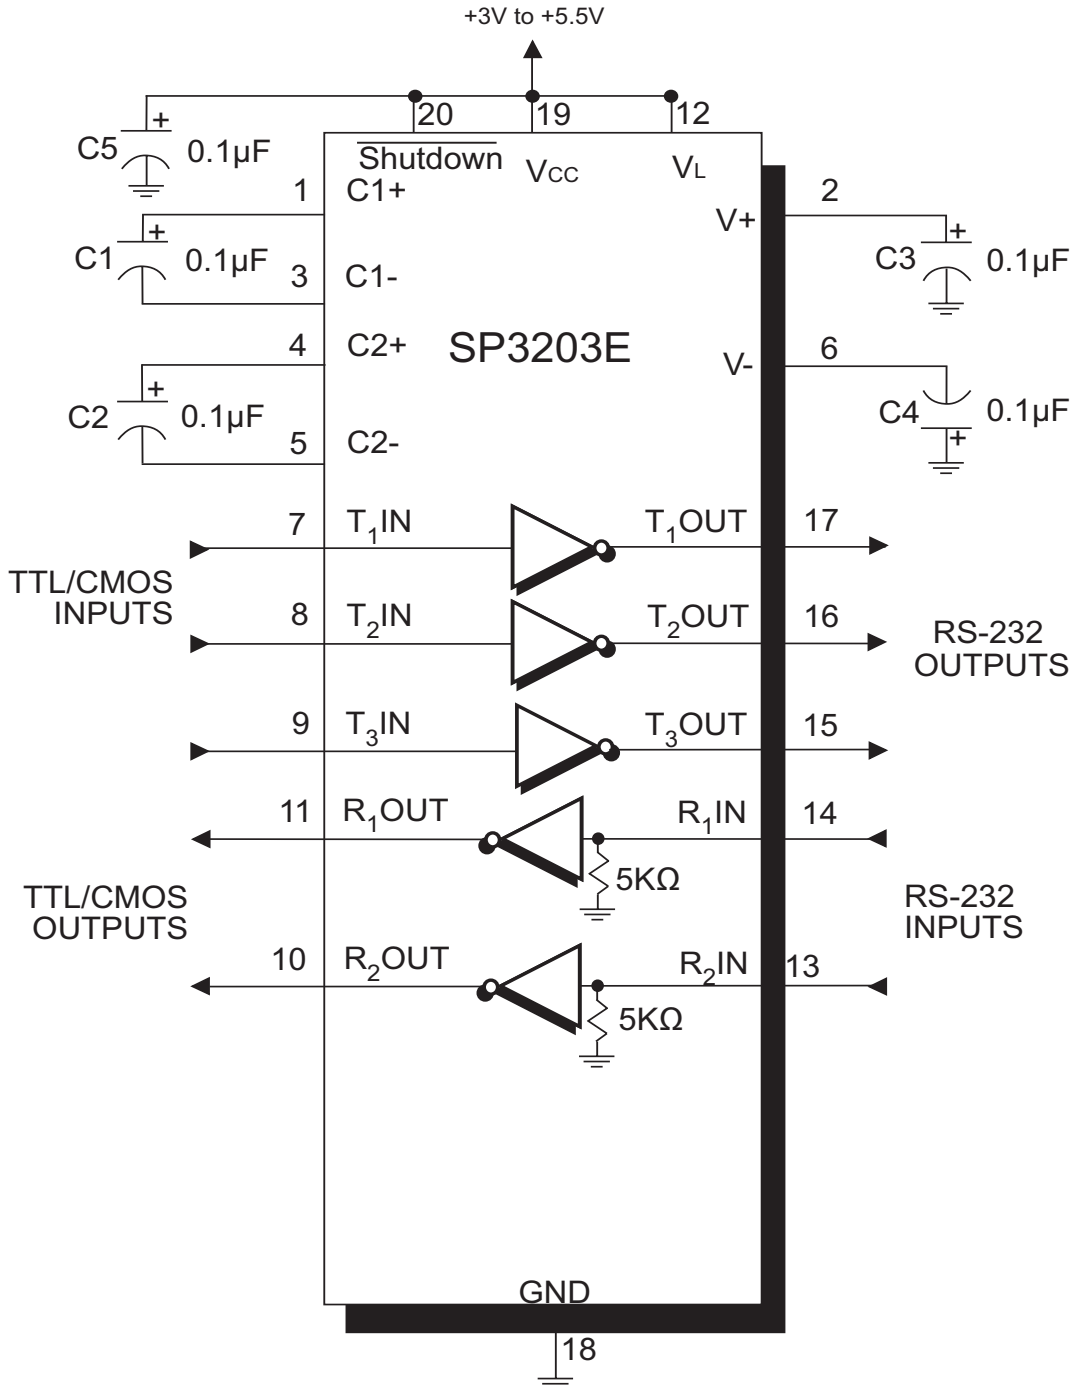 +3V to +5.5V
20
19
12
C5
+
0.1µF
Shutdown
VCC
VL
1
C1+
2
V+
C1
+
0.1µF
C3
+
0.1µF
3
C1-
4
C2+
SP3203E
6
V-
C2
+
0.1µF
C4
+
0.1µF
5
C2-
7
T1IN
T1OUT
17
TTL/CMOS
INPUTS
8
T2IN
T2OUT
16
RS-232
OUTPUTS
9
T3IN
T3OUT
15
11
R1OUT
R1IN
14
5KΩ
TTL/CMOS
OUTPUTS
RS-232
INPUTS
10
R2OUT
R2IN
13
5KΩ
GND
18